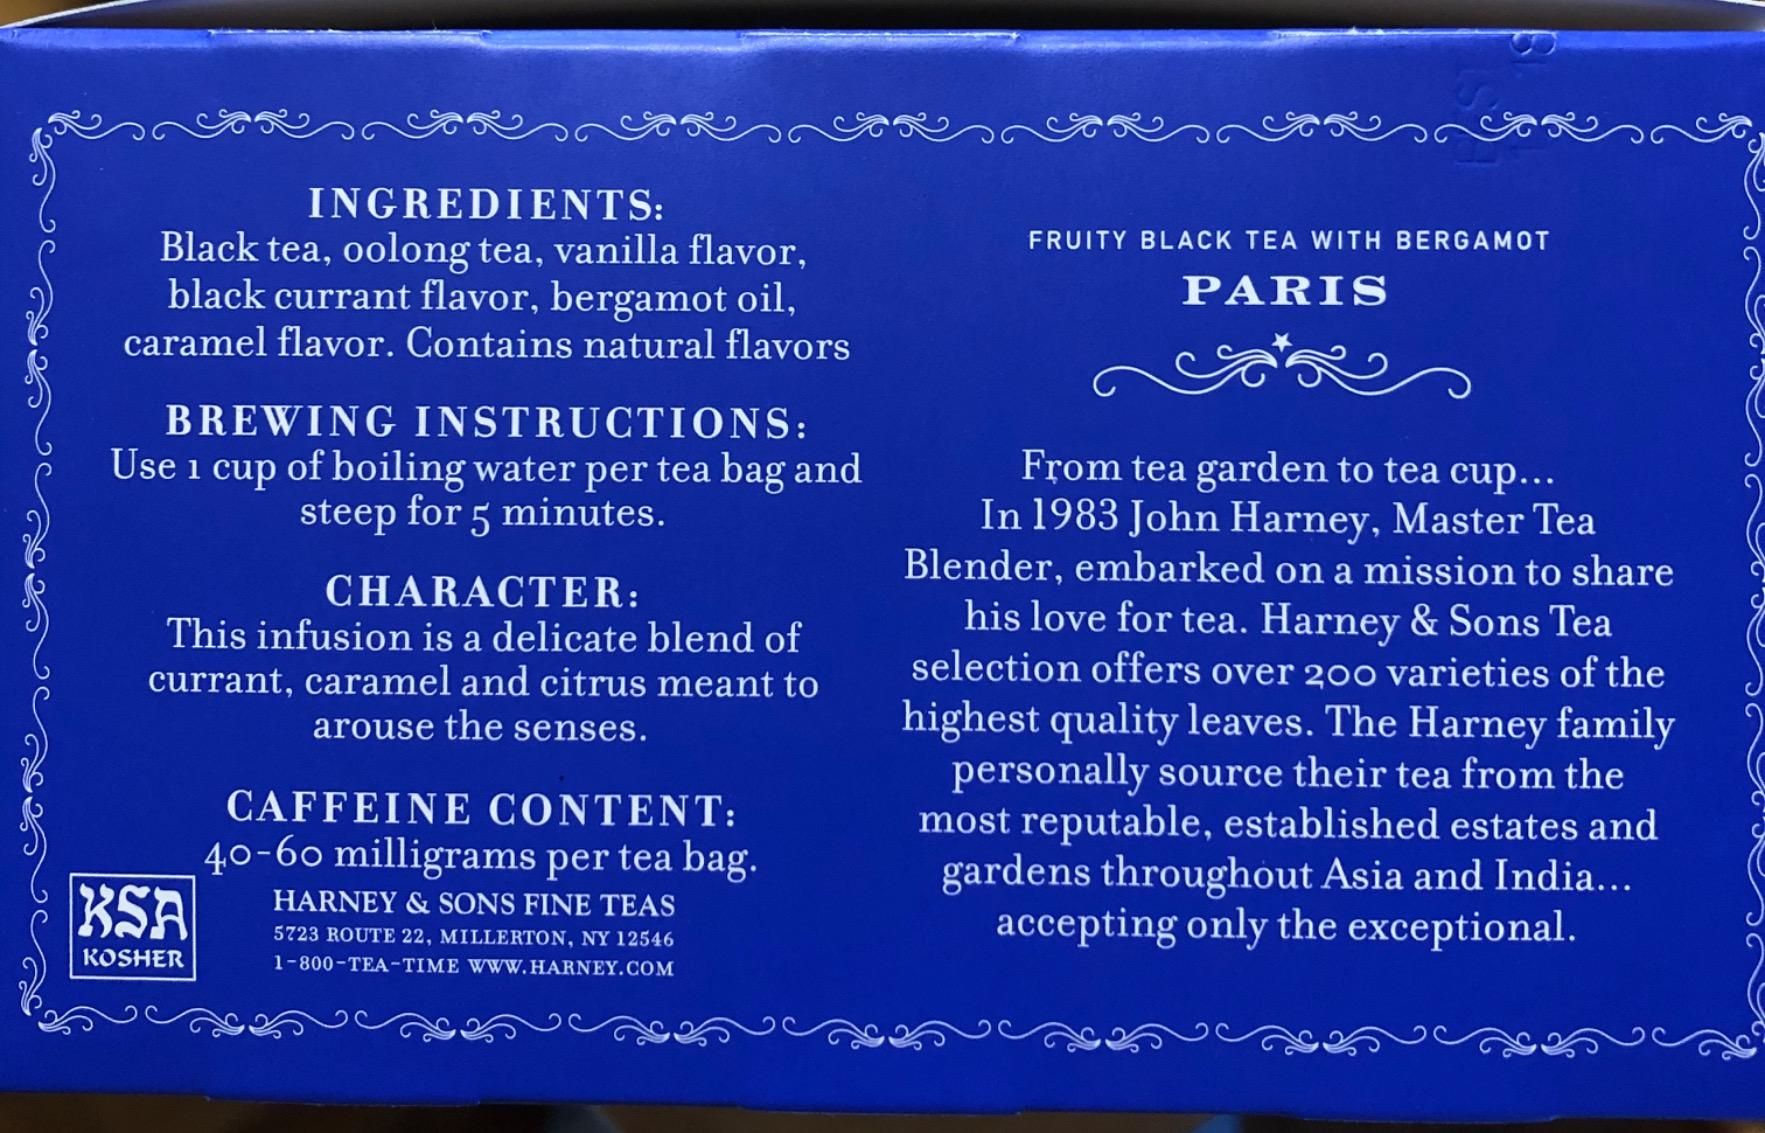 INGREDIENTS:
Black tea, oolong tea, vanilla flavor,
black currant flavor, bergamot oil,
caramel flavor. Contains natural flavors
BREWING INSTRUCTIONS:
Use 1 cup of boiling water per tea bag and
steep for 5 minutes.
CHARACTER:
This infusion is a delicate blend of
currant, caramel and citrus meant to
arouse the senses.
CAFFEINE CONTENT:
40-60 milligrams per tea bag.
KSA
KOSHER
HARNEY & SONS FINE TEAS
5723 ROUTE 22, MILLERTON, NY 12546
1-800-TEA-TIME WWW.HARNEY.COM
FRUITY BLACK TEA WITH BERGAMOT
PARIS
From tea garden to tea cup...
In 1983 John Harney, Master Tea
Blender, embarked on a mission to share
his love for tea. Harney & Sons Tea
selection offers over 200 varieties of the
highest quality leaves. The Harney family
personally source their tea from the
most reputable, established estates and
gardens throughout Asia and India...
accepting only the exceptional.